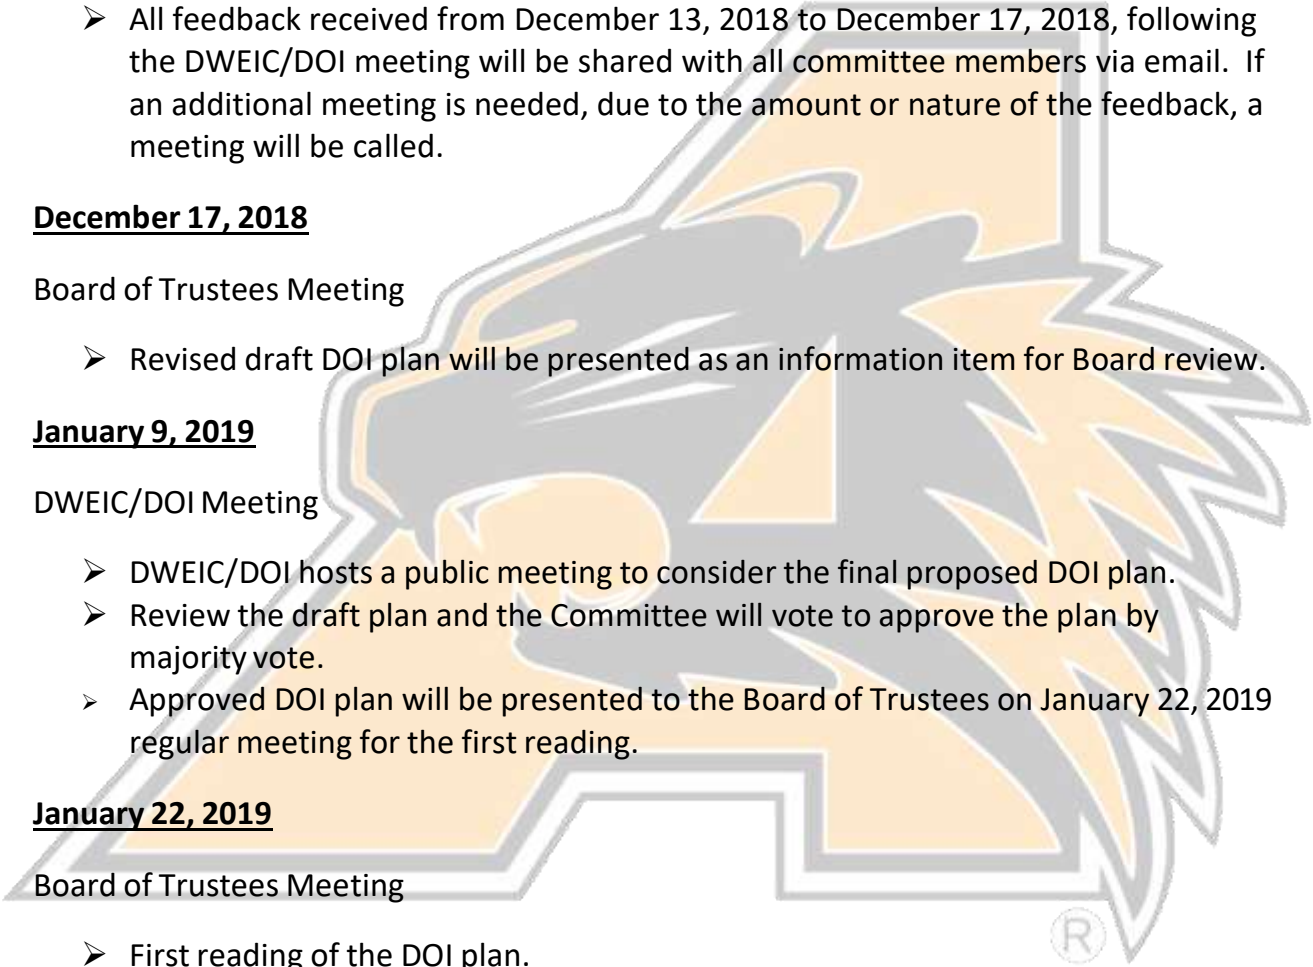 ➢ All feedback received from December 13, 2018 to December 17, 2018, following
the DWEIC/DOI meeting will be shared with all committee members via email.  If
an additional meeting is needed, due to the amount or nature of the feedback, a
meeting will be called.
December 17, 2018
Board of Trustees Meeting
➢ Revised draft DOI plan will be presented as an information item for Board review.
January 9, 2019
DWEIC/DOI Meeting
➢ DWEIC/DOI hosts a public meeting to consider the final proposed DOI plan.
➢ Review the draft plan and the Committee will vote to approve the plan by
majority vote.
➢ Approved DOI plan will be presented to the Board of Trustees on January 22, 2019
regular meeting for the first reading.
January 22, 2019
Board of Trustees Meeting
➢ First reading of the DOI plan.
®